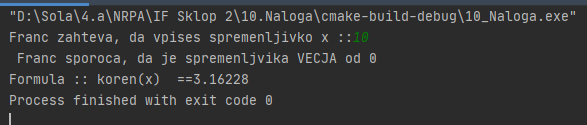 "D:\Sola\4.a\NRPA\IF Sklop 2\10.Naloga\cmake-build-debug\10_Naloga.exe"
Franc zahteva, da vpises spremenljivko x ::10
Franc sporoca, da je spremenljvika VECJA od 0
Formula :: koren(x)  ==3.16228
Process finished with exit code 0